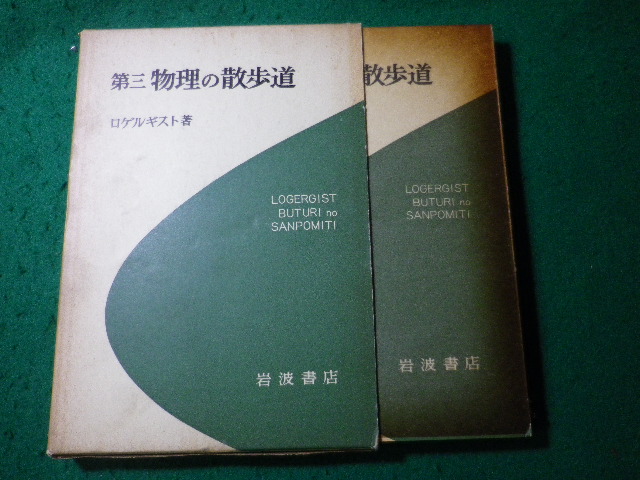 第三 物理の散歩道
ロゲルギスト著
LOGERGIST
BUTURI no
SANPOMITI
岩波書店
散歩道
LOGERGIST
BUTURI no
SANPOMITI
岩波書店